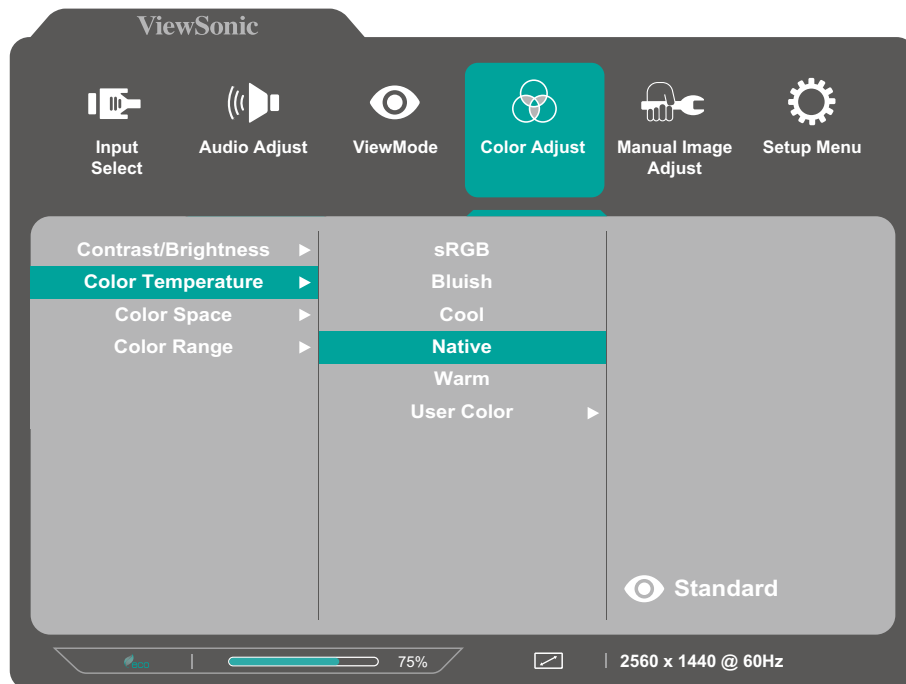 ViewSonic
Input Select
Audio Adjust
ViewMode
Color Adjust
Manual Image Adjust
Setup Menu
Contrast/Brightness ▶
Color Temperature ▶
Color Space ▶
Color Range ▶
sRGB
Bluish
Cool
Native
Warm
User Color ▶
Standard
eco
75%
2560 x 1440 @ 60Hz